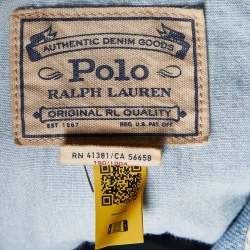 AUTHENTIC DENIM GOODS
Polo
RALPH LAUREN
ORIGINAL RL QUALITY
EST. 1967 REG. U.S. PAT. OFF.
RN 41381/CA 56658